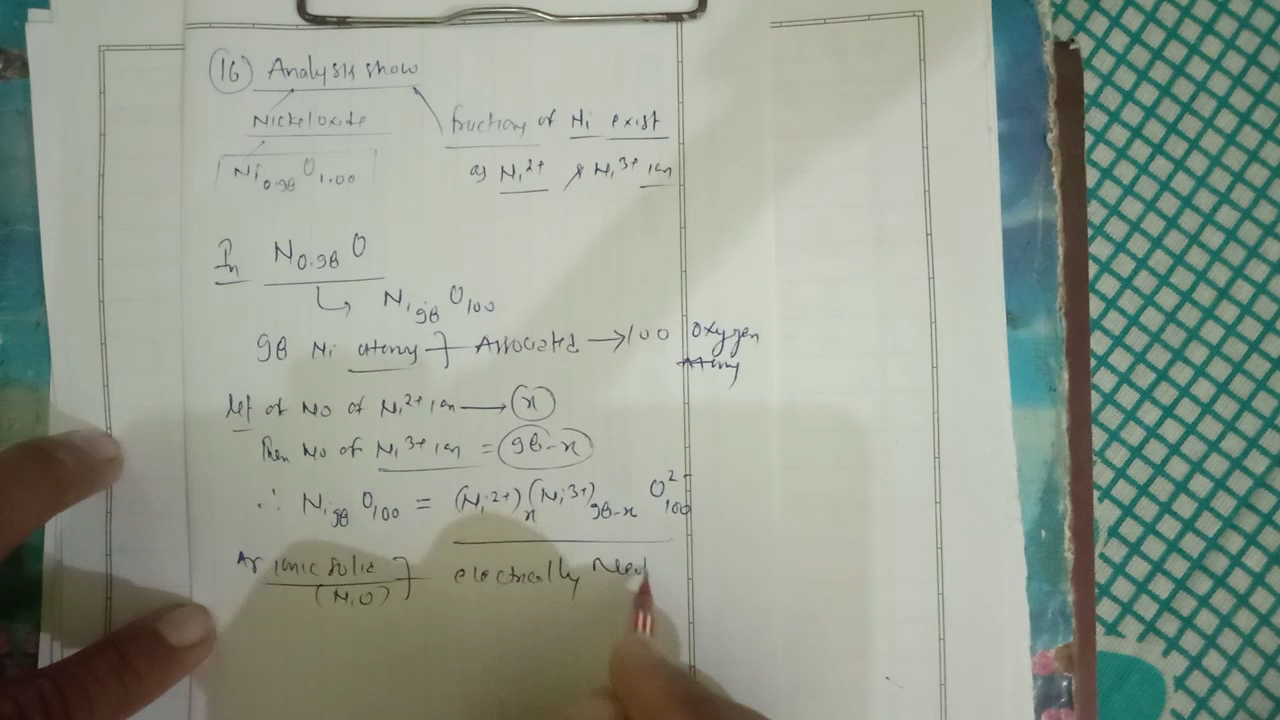 (16) Analysis show
Nickeloxide
Ni0.98 O1.00
fractions of Ni exist
as Ni2+ & Ni3+ ion
In N0.98 O
↳ Ni98 O100
98 Ni atoms } Associated → 100 oxygen
Atoms
let of No of Ni2+ ion → (x)
Then No of Ni3+ ion = (98-x)
∴ Ni98 O100 = (Ni2+)x (Ni3+)98-x O2-100
As ionic solid } electrically Neut
(NiO)